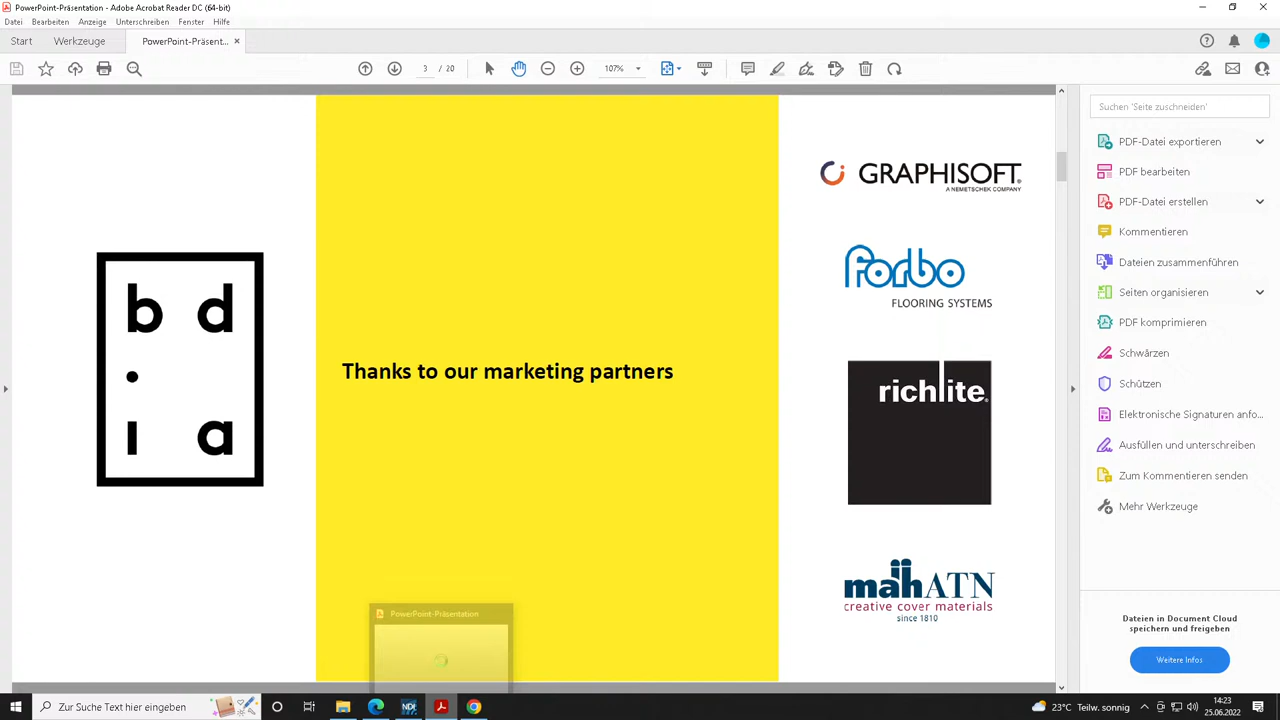 PowerPoint-Präsentation - Adobe Acrobat Reader DC (64-bit)
Datei Bearbeiten Anzeige Unterschreiben Fenster Hilfe
Start Werkzeuge PowerPoint-Präsent... ×
3 / 20 107%
Suchen 'Seite zuschneiden'
PDF-Datei exportieren
PDF bearbeiten
PDF-Datei erstellen
Kommentieren
Dateien zusammenführen
Seiten organisieren
PDF komprimieren
Schwärzen
Schützen
Elektronische Signaturen anfo...
Ausfüllen und unterschreiben
Zum Kommentieren senden
Mehr Werkzeuge
Dateien in Document Cloud
speichern und freigeben
Weitere Infos
b d
ı a
Thanks to our marketing partners
GRAPHISOFT®
A NEMETSCHEK COMPANY
forbo
FLOORING SYSTEMS
richlite®
mahATN
creative cover materials
since 1810
PowerPoint-Präsentation
Zur Suche Text hier eingeben
NDI
23°C Teilw. sonnig
14:23
25.06.2022